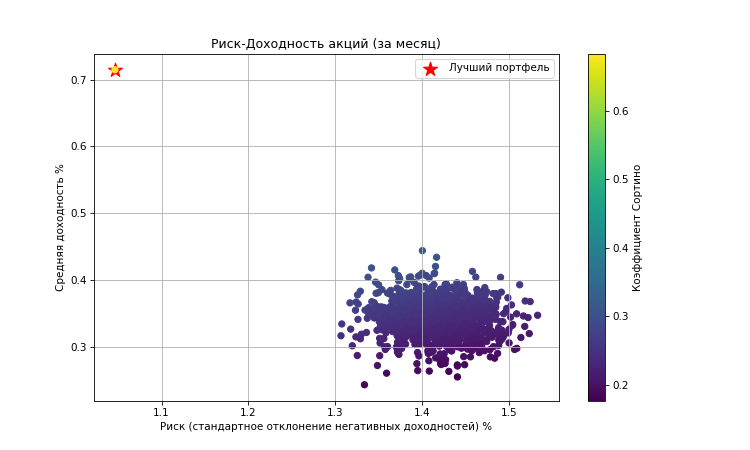 Риск-Доходность акций (за месяц)
Лучший портфель
0.7
0.6
0.5
0.4
0.3
Средняя доходность %
1.1 1.2 1.3 1.4 1.5
Риск (стандартное отклонение негативных доходностей) %
0.6
0.5
0.4
0.3
0.2
Коэффициент Сортино